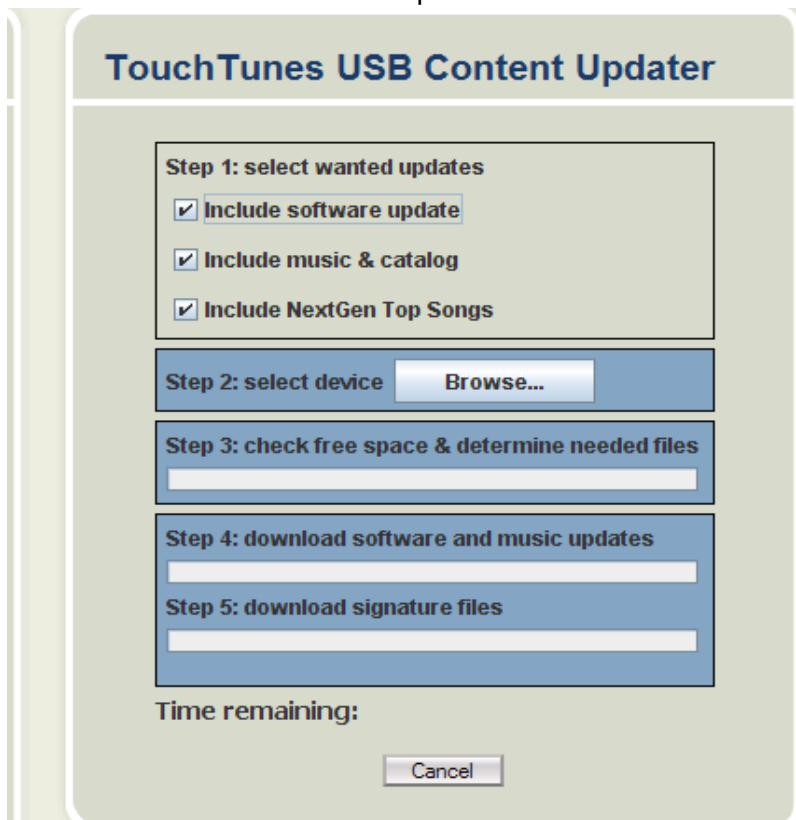 TouchTunes USB Content Updater
Step 1: select wanted updates
Include software update
Include music & catalog
Include NextGen Top Songs
Step 2: select device Browse...
Step 3: check free space & determine needed files
Step 4: download software and music updates
Step 5: download signature files
Time remaining:
Cancel